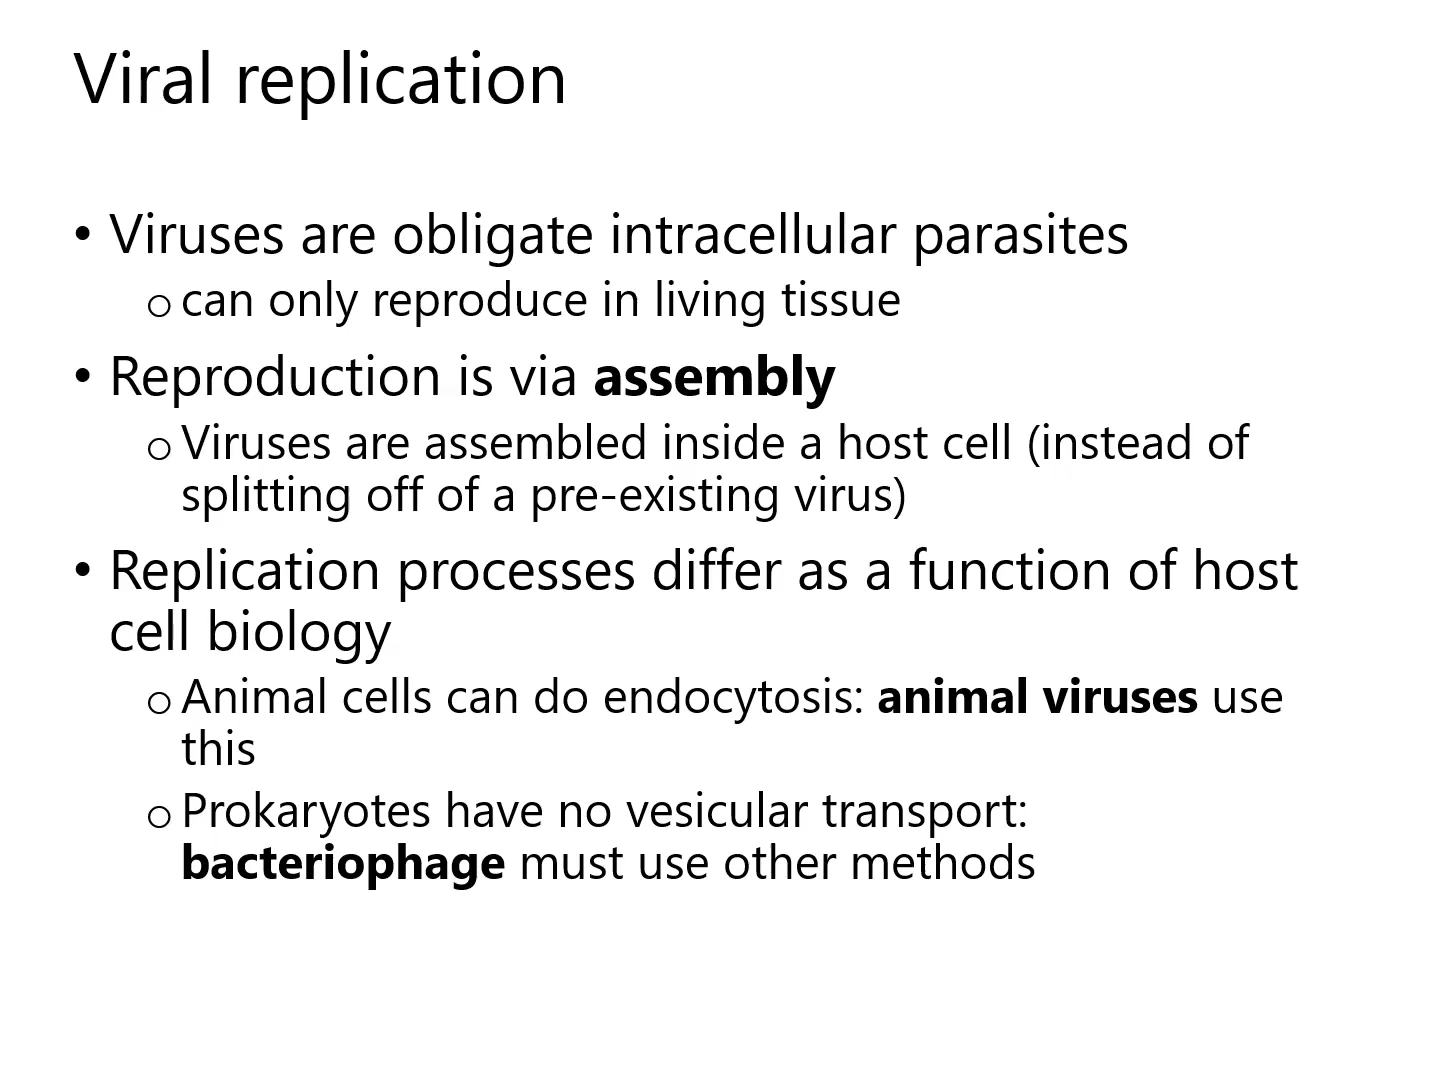 Viral replication
• Viruses are obligate intracellular parasites
o can only reproduce in living tissue
• Reproduction is via assembly
o Viruses are assembled inside a host cell (instead of
splitting off of a pre-existing virus)
• Replication processes differ as a function of host
cell biology
o Animal cells can do endocytosis: animal viruses use
this
o Prokaryotes have no vesicular transport:
bacteriophage must use other methods